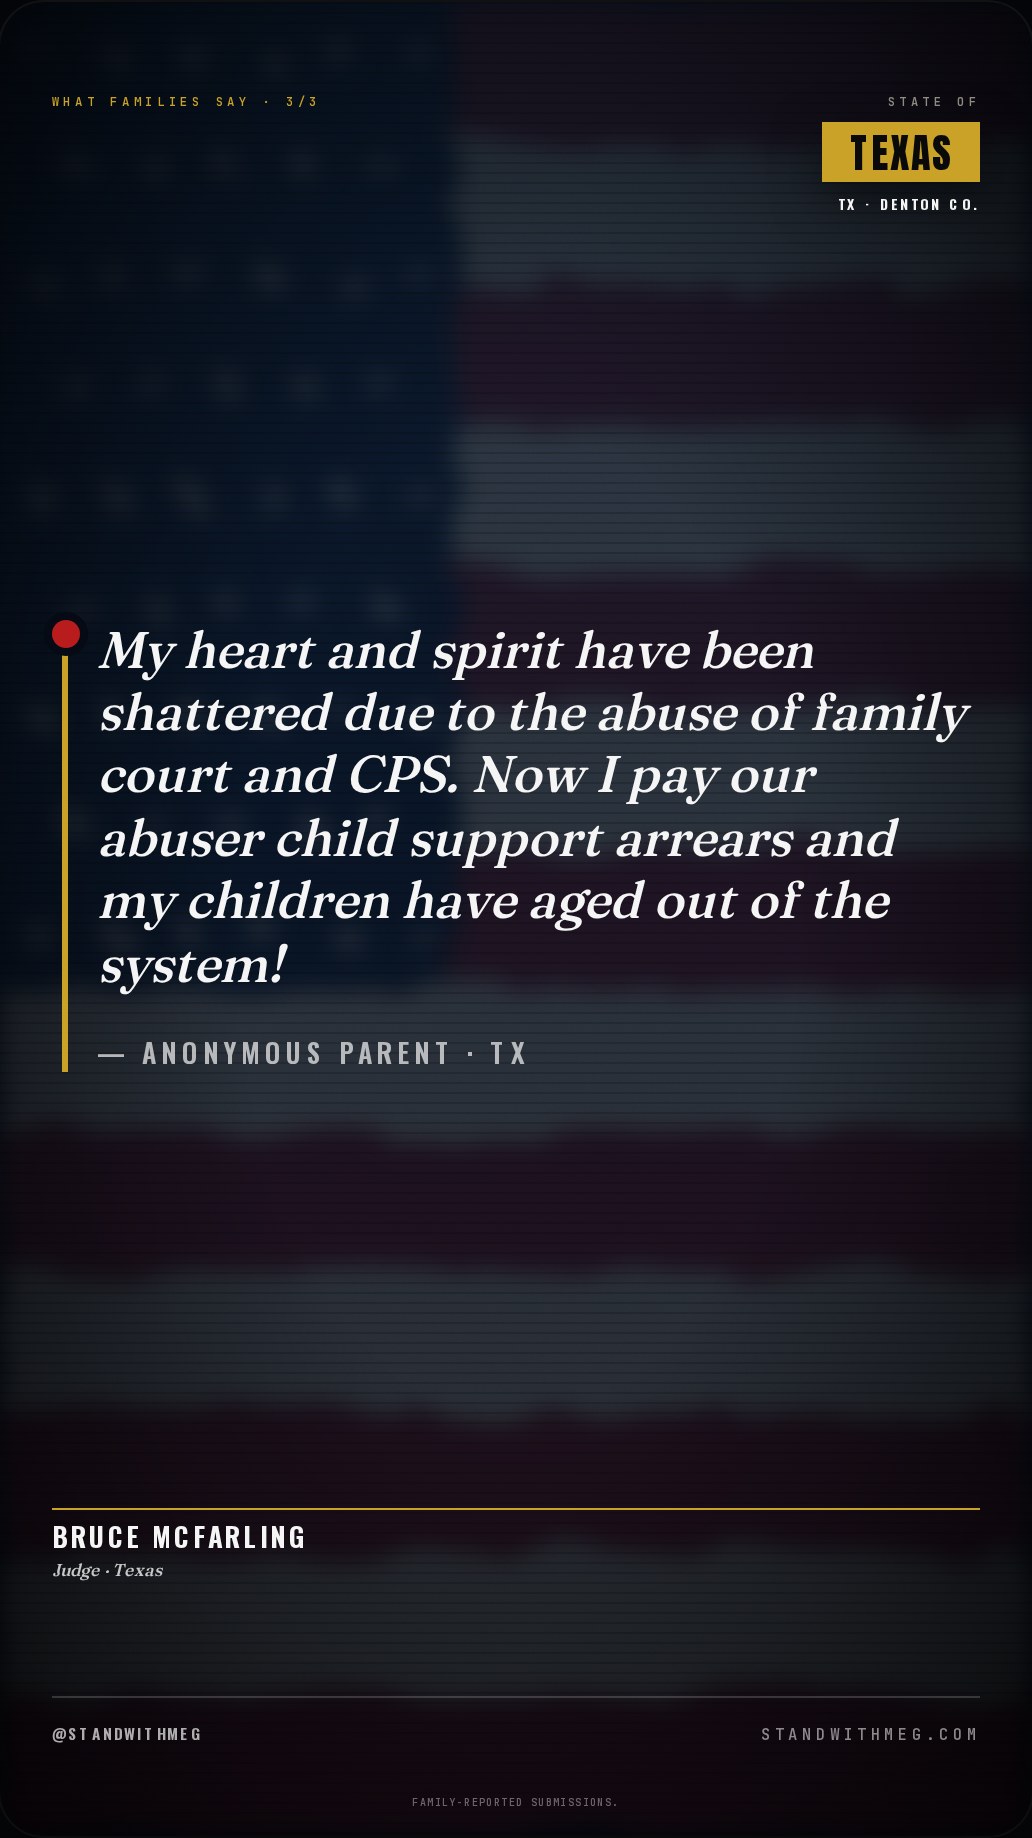 WHAT FAMILIES SAY · 3/3
STATE OF
TEXAS
TX · DENTON CO.
My heart and spirit have been
shattered due to the abuse of family
court and CPS. Now I pay our
abuser child support arrears and
my children have aged out of the
system!
— ANONYMOUS PARENT · TX
BRUCE MCFARLING
Judge · Texas
@STANDWITHMEG
STANDWITHMEG.COM
FAMILY-REPORTED SUBMISSIONS.